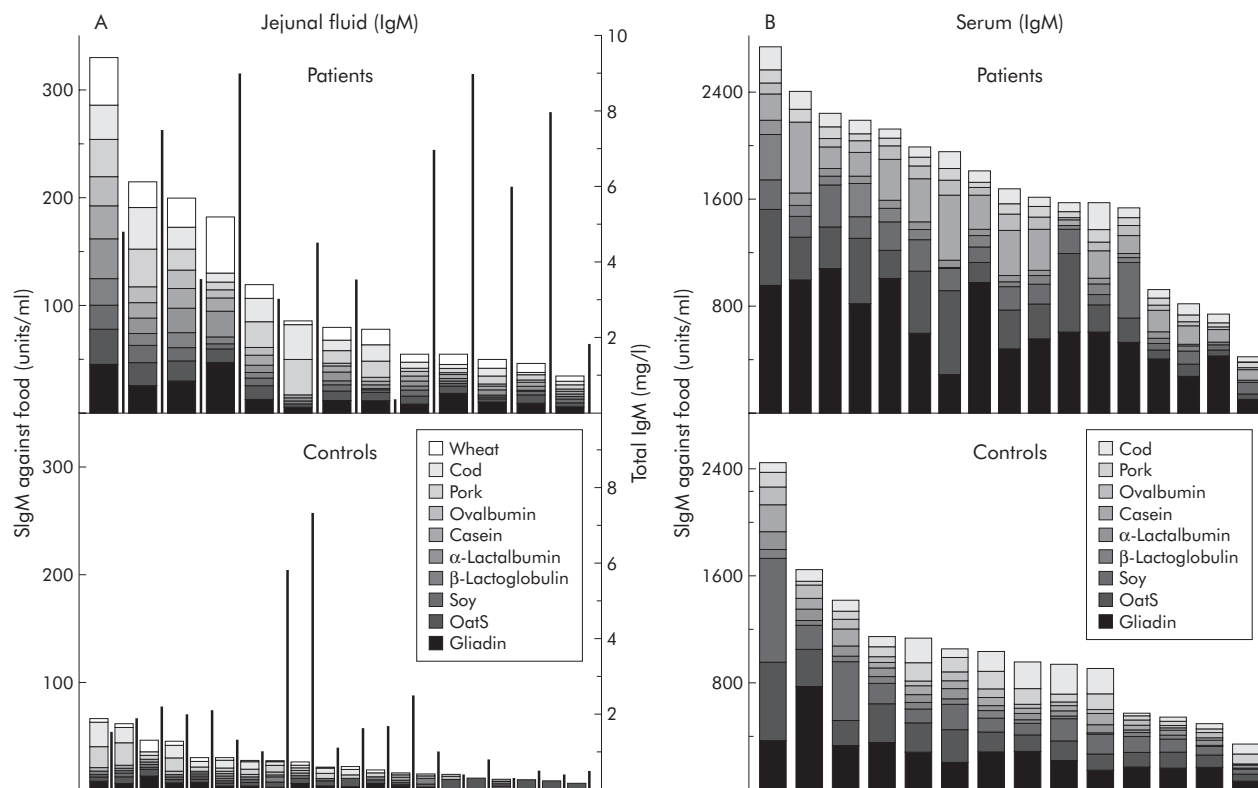 A
Jejunal fluid (IgM)
Patients
SIgM against food (units/ml)
300
200
100
10
8
6
4
2
Total IgM (mg/l)
Controls
300
200
100
8
6
4
2
Wheat
Cod
Pork
Ovalbumin
Casein
α-Lactalbumin
β-Lactoglobulin
Soy
OatS
Gliadin
B
Serum (IgM)
Patients
SIgM against food (units/ml)
2400
1600
800
Controls
2400
1600
800
Cod
Pork
Ovalbumin
Casein
α-Lactalbumin
β-Lactoglobulin
Soy
OatS
Gliadin